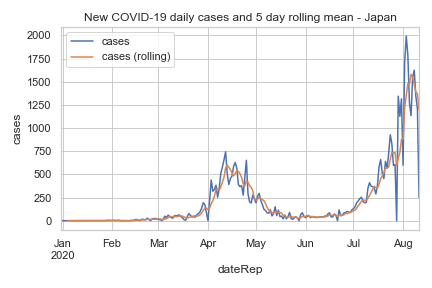 New COVID-19 daily cases and 5 day rolling mean - Japan
cases
cases (rolling)
2000
1750
1500
1250
1000
750
500
250
0
cases
Jan Feb Mar Apr May Jun Jul Aug
2020
dateRep